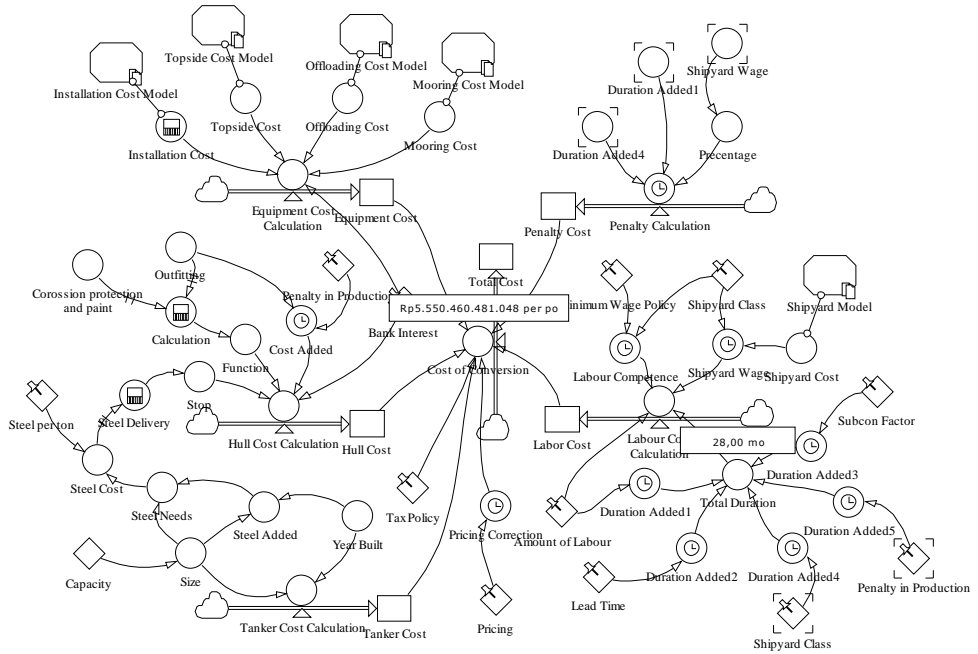 Topside Cost Model
Offloading Cost Model
Mooring Cost Model
Installation Cost Model
Topside Cost
Offloading Cost
Mooring Cost
Installation Cost
Equipment Cost
Calculation
Equipment Cost
Shipyard Wage
Duration Added1
Duration Added4
Precentage
Penalty Calculation
Penalty Cost
Total Cost
Outfitting
Corossion protection
and paint
Penalty in Production
Calculation
Cost Added
Bank Interest
Function
Rp5.550.460.481.048 per po
Cost of Conversion
inimum Wage Policy
Shipyard Class
Shipyard Model
Labour Competence
Shipyard Wage
Shipyard Cost
Steel per ton
Steel Delivery
Stop
Hull Cost Calculation
Hull Cost
Labor Cost
Labour Co
Calculation
28,00 mo
Subcon Factor
Steel Cost
Steel Needs
Steel Added
Year Built
Tax Policy
Pricing Correction
Amount of Labour
Duration Added1
Total Duration
Duration Added3
Duration Added5
Capacity
Size
Duration Added2
Duration Added4
Penalty in Production
Lead Time
Tanker Cost Calculation
Tanker Cost
Pricing
Shipyard Class